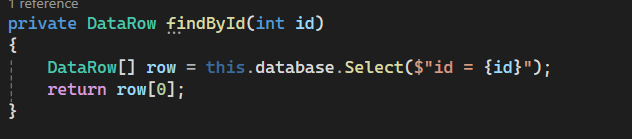 1 reference
private DataRow findById(int id)
{
    DataRow[] row = this.database.Select($"id = {id}");
    return row[0];
}